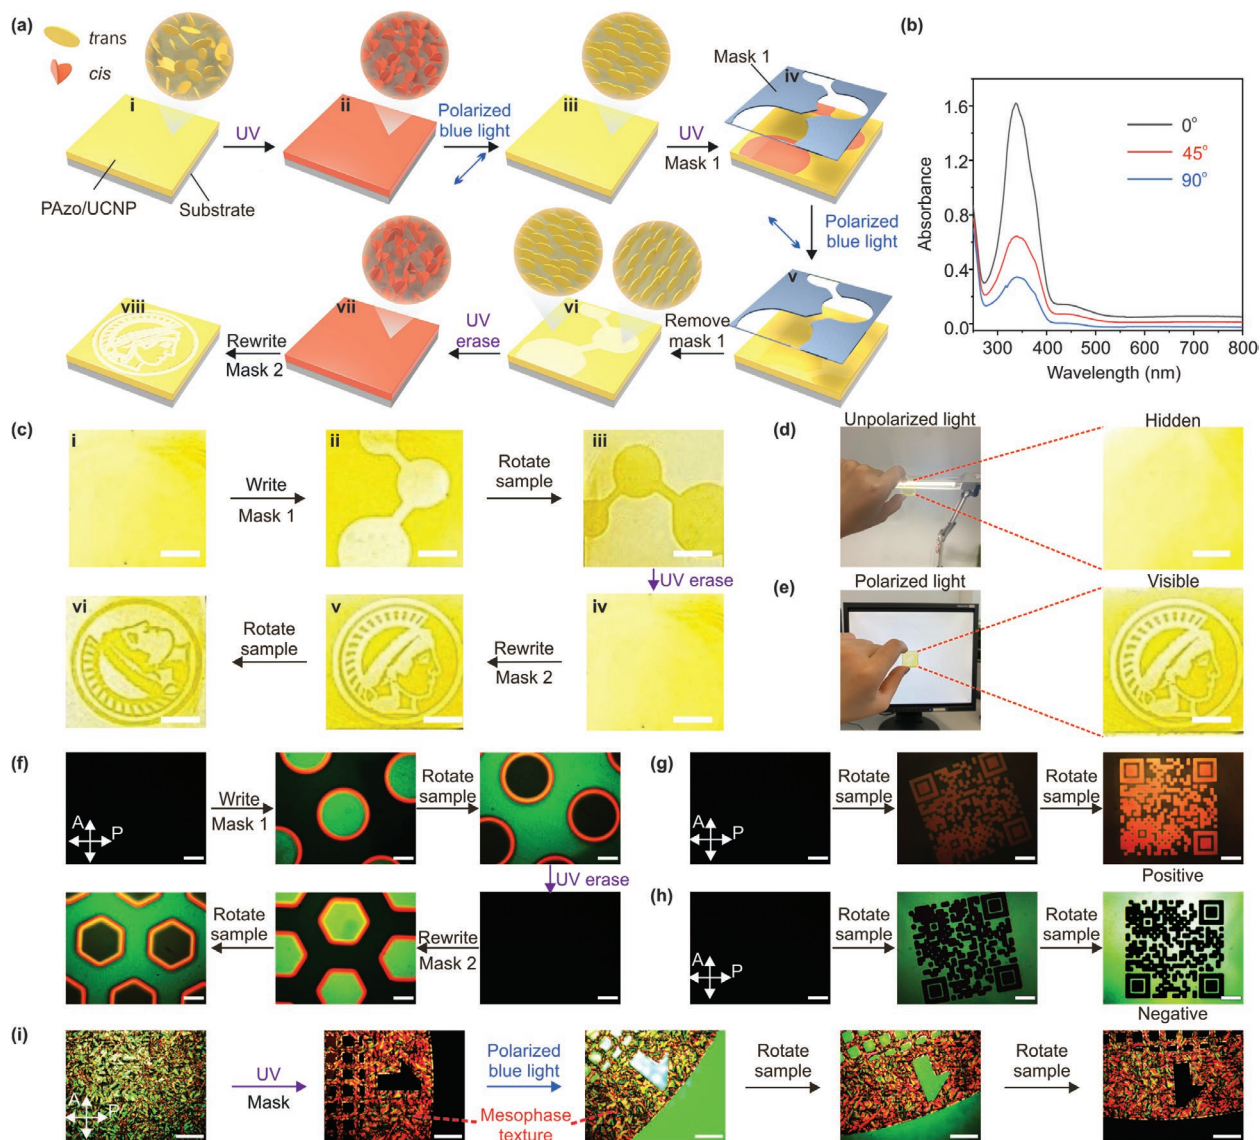 (a)
trans
cis
i
PAzo/UCNP
Substrate
UV
ii
Polarized
blue light
iii
UV
Mask 1
Mask 1
iv
Polarized
blue light
v
Remove
mask 1
vi
UV
erase
vii
Rewrite
Mask 2
viii
(b)
Absorbance
1.6
1.2
0.8
0.4
0.0
0°
45°
90°
300
400
500
600
700
800
Wavelength (nm)
(c)
i
Write
Mask 1
ii
Rotate
sample
iii
UV erase
iv
Rewrite
Mask 2
v
Rotate
sample
vi
(d)
Unpolarized light
Hidden
(e)
Polarized light
Visible
(f)
A
P
Write
Mask 1
Rotate
sample
UV erase
Rewrite
Mask 2
Rotate
sample
(g)
A
P
Rotate
sample
Rotate
sample
Positive
(h)
A
P
Rotate
sample
Rotate
sample
Negative
(i)
A
P
UV
Mask
Polarized
blue light
Mesophase
texture
Rotate
sample
Rotate
sample